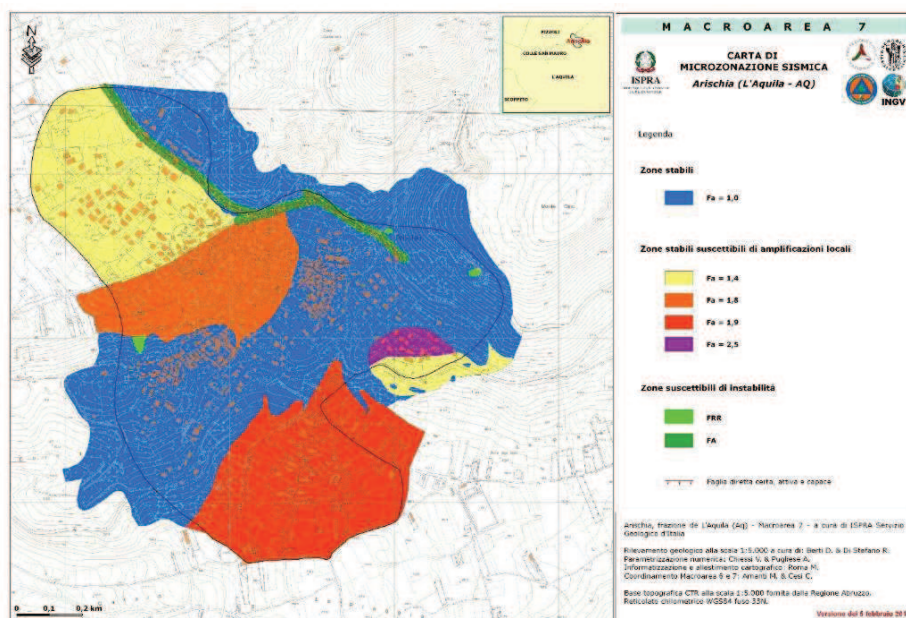 N
PIZZOLI
COLLE SAN MAURO
L'AQUILA
SCOPPITO
0 0,1 0,2 km
MACROAREA 7
CARTA DI
MICROZONAZIONE SISMICA
Arischia (L'Aquila - AQ)
ISPRA
INGV
Legenda
Zone stabili
Fa = 1,0
Zone stabili suscettibili di amplificazioni locali
Fa = 1,4
Fa = 1,8
Fa = 1,9
Fa = 2,5
Zone suscettibili di instabilità
FRR
FA
Faglia diretta certa, attiva e capace
Arischia, frazione de L'Aquila (Aq) - Macroarea 7 - a cura di ISPRA Servizio
Geologico d'Italia
Rilevamento geologico alla scala 1:5.000 a cura di: Berti D. & Di Stefano R.
Parametrizzazione numerica: Chiessi V. & Pugliese A.
Informatizzazione e allestimento cartografico: Roma M.
Coordinamento Macroarea 6 e 7: Amanti M. & Cesi C.
Base topografica CTR alla scala 1:5.000 fornita dalla Regione Abruzzo.
Reticolato chilometrico WGS84 fuso 33N.
Versione del 5 febbraio